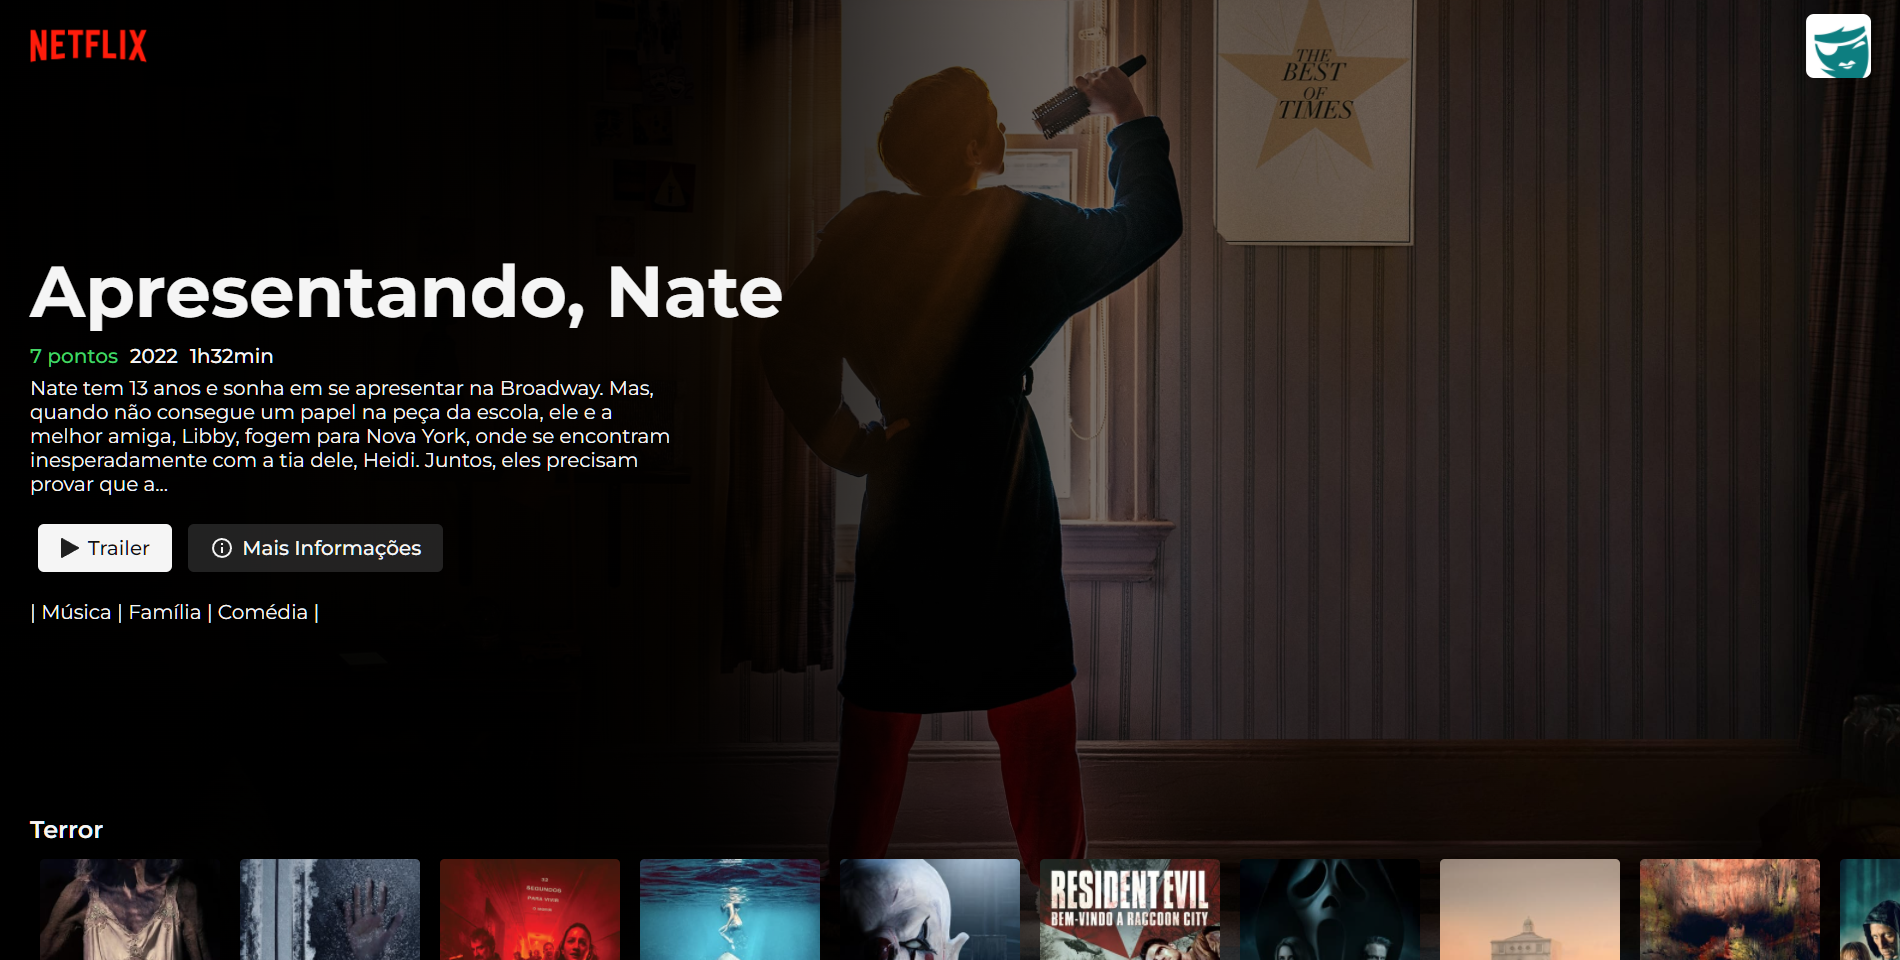 NETFLIX
THE
BEST
OF
TIMES
Apresentando, Nate
7 pontos 2022 1h32min
Nate tem 13 anos e sonha em se apresentar na Broadway. Mas,
quando não consegue um papel na peça da escola, ele e a
melhor amiga, Libby, fogem para Nova York, onde se encontram
inesperadamente com a tia dele, Heidi. Juntos, eles precisam
provar que a...
Trailer
Mais Informações
| Música | Família | Comédia |
Terror
SEGUNDOS
PARA VIVER
RESIDENT EVIL
BEM-VINDO A RACCOON CITY